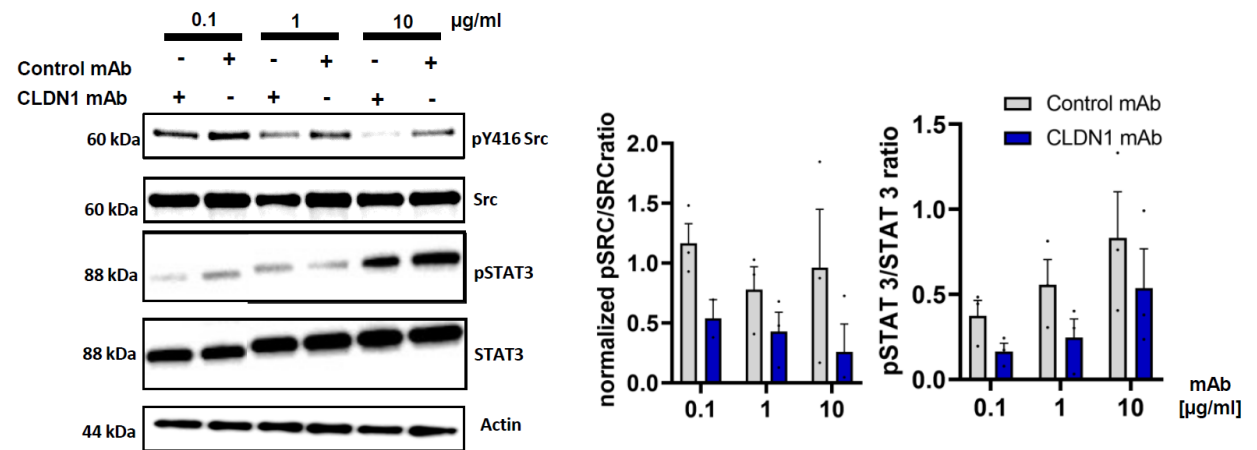 0.1 1 10 µg/ml
Control mAb - + - + - +
CLDN1 mAb + - + - + -
60 kDa pY416 Src
60 kDa Src
88 kDa pSTAT3
88 kDa STAT3
44 kDa Actin
normalized pSRC/SRCratio
2.0
1.5
1.0
0.5
0.0
0.1 1 10
Control mAb
CLDN1 mAb
pSTAT 3/STAT 3 ratio
1.5
1.0
0.5
0.0
0.1 1 10
mAb
[µg/ml]